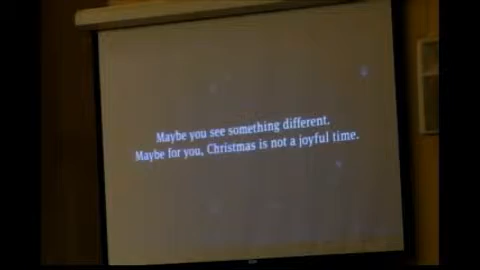 Maybe you see something different.
Maybe for you, Christmas is not a joyful time.